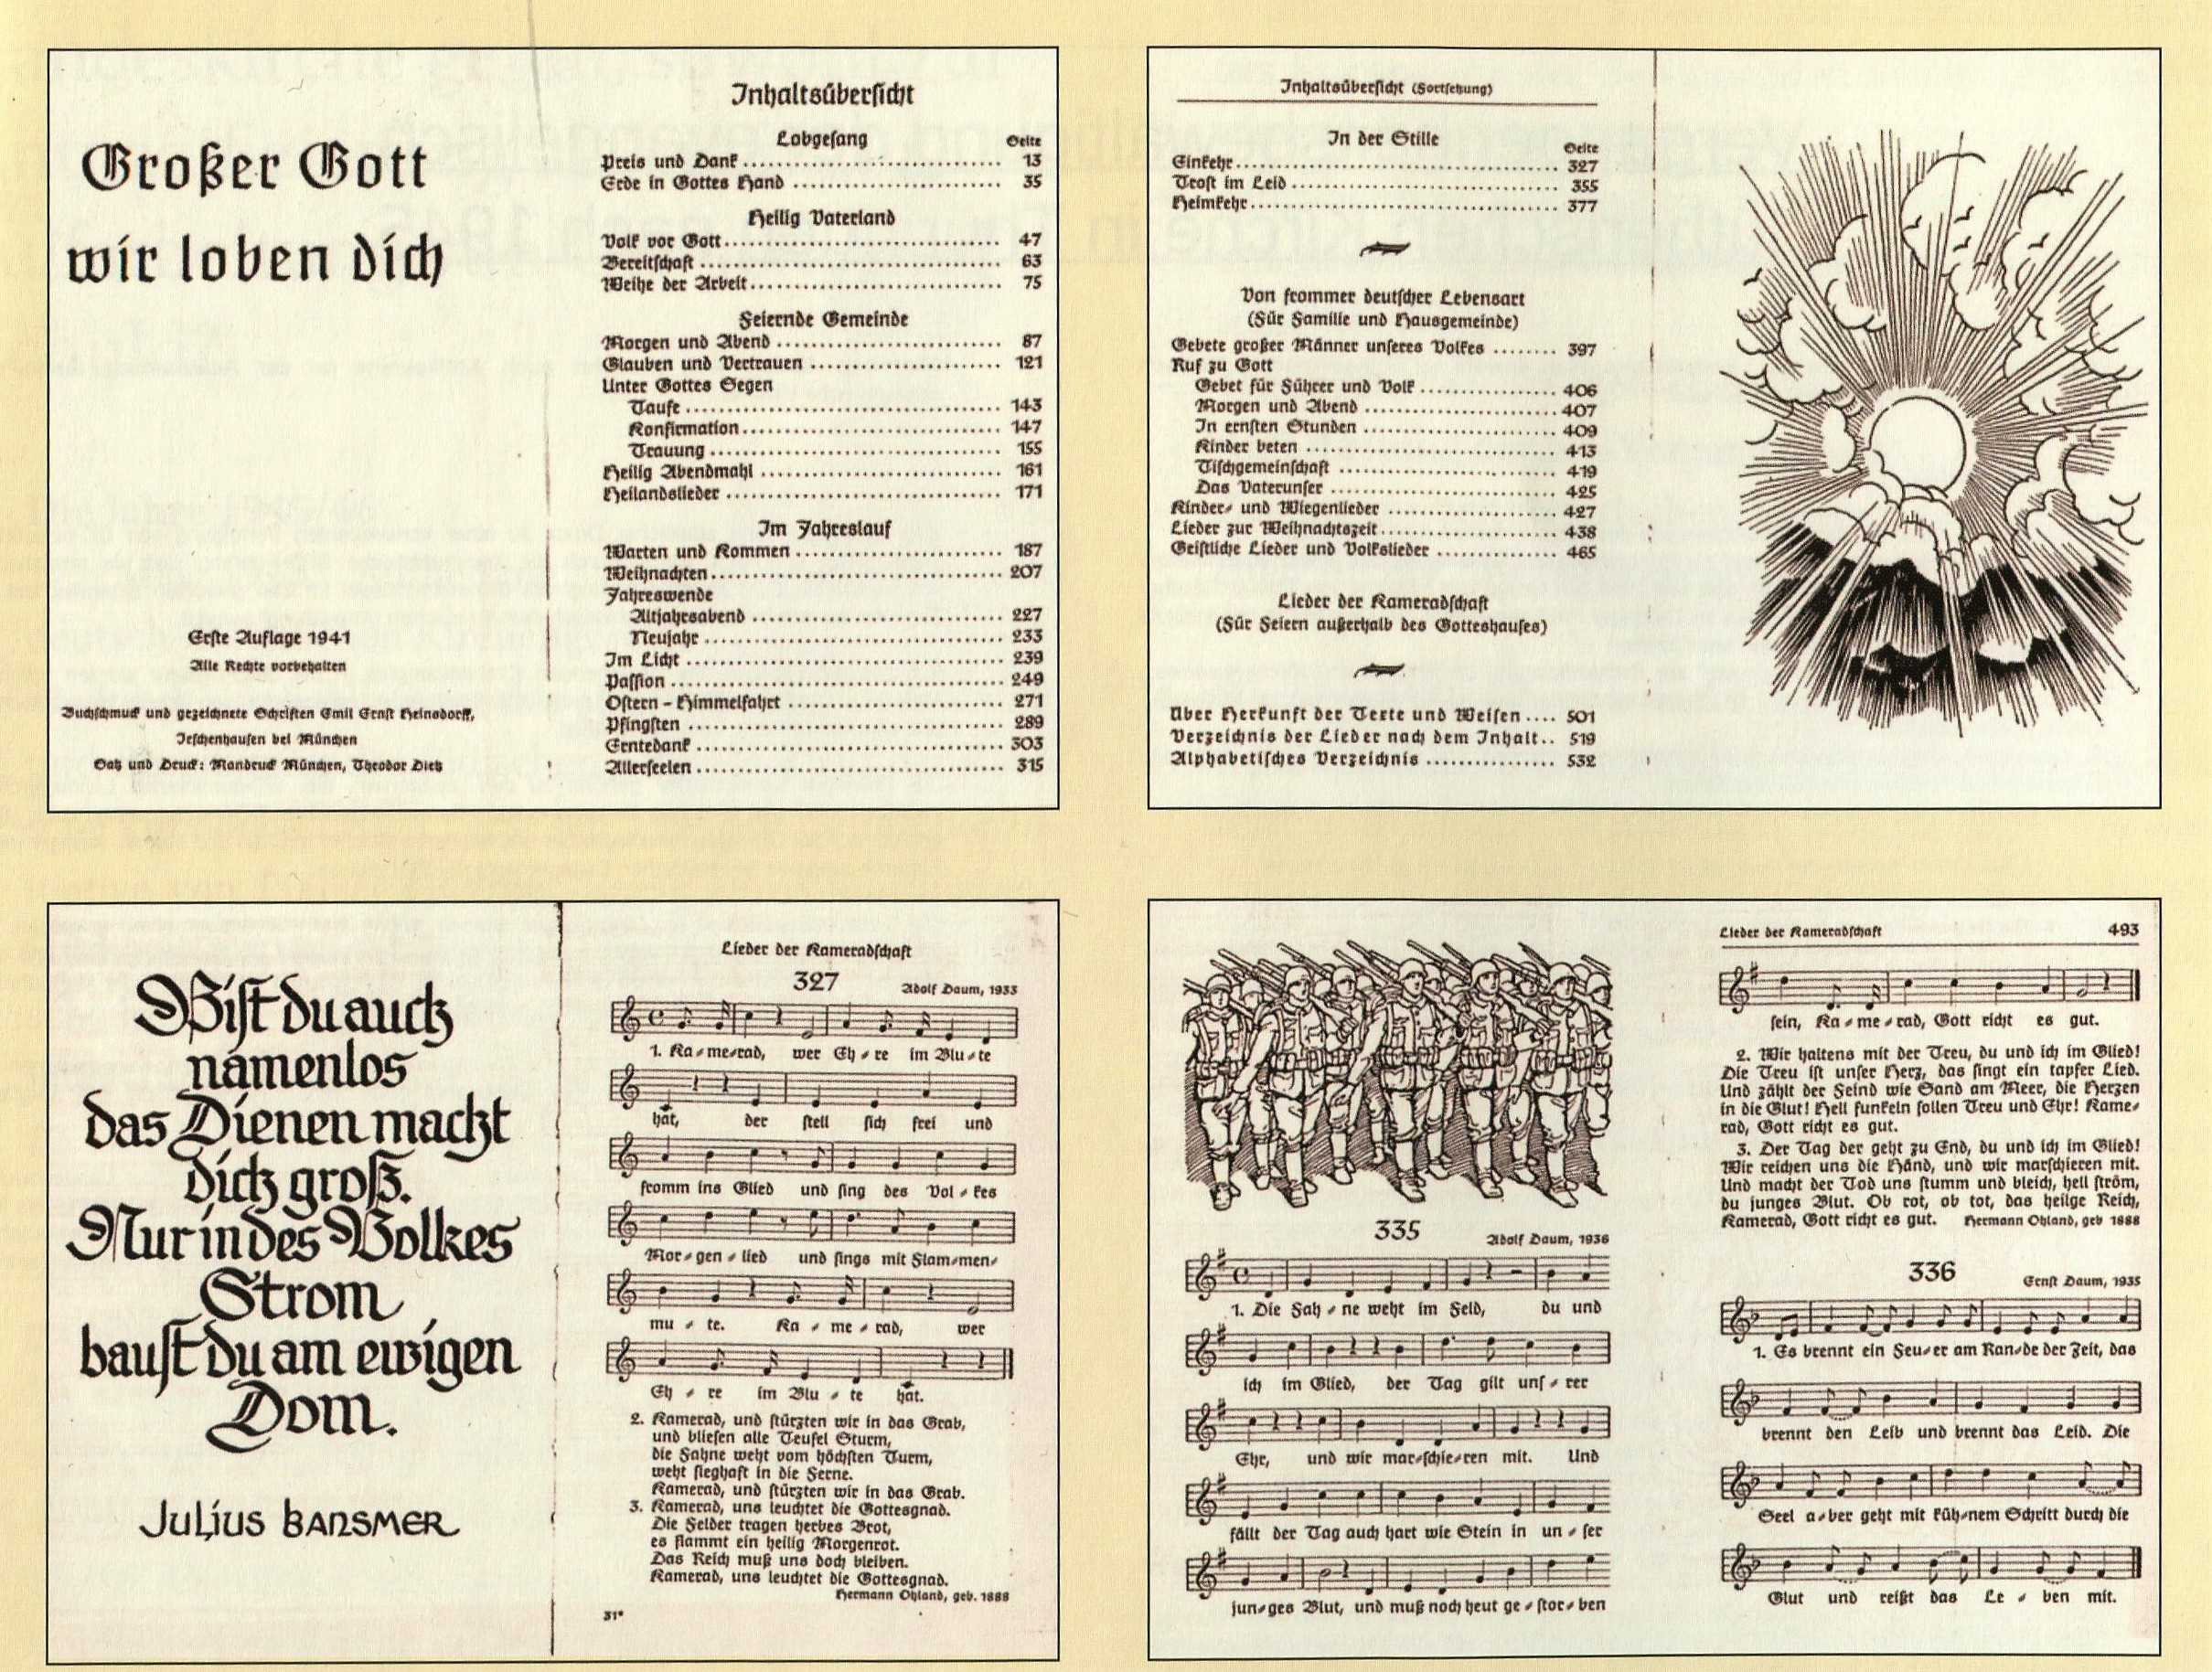 Großer Gott
wir loben dich
Erste Auflage 1941
Alle Rechte vorbehalten
Buchschmuck und gezeichnete Schriften Emil Ernst Heinsdorff,
Jeschenhausen bei München
Satz und Druck: Mandruck München, Theodor Dietz
Inhaltsübersicht
Lobgesang
Seite
Preis und Dank 13
Erde in Gottes Hand 35
Heilig Vaterland
Volk vor Gott 47
Bereitschaft 63
Weihe der Arbeit 75
Feiernde Gemeinde
Morgen und Abend 87
Glauben und Vertrauen 121
Unter Gottes Segen
Taufe 143
Konfirmation 147
Trauung 155
Heilig Abendmahl 161
Heilandslieder 171
Im Jahreslauf
Warten und Kommen 187
Weihnachten 207
Jahreswende
Altjahrsabend 227
Neujahr 233
Im Licht 239
Passion 249
Ostern - Himmelfahrt 271
Pfingsten 289
Erntedank 303
Allerseelen 315
Inhaltsübersicht (Fortsetzung)
In der Stille
Seite
Einkehr 327
Trost im Leid 355
Heimkehr 377
Von frommer deutscher Lebensart
(Für Familie und Hausgemeinde)
Gebete großer Männer unseres Volkes 397
Ruf zu Gott
Gebet für Führer und Volk 406
Morgen und Abend 407
In ernsten Stunden 409
Kinder beten 413
Tischgemeinschaft 419
Das Vaterunser 425
Kinder- und Wiegenlieder 427
Lieder zur Weihnachtszeit 438
Geistliche Lieder und Volkslieder 465
Lieder der Kameradschaft
(Für Feiern außerhalb des Gotteshauses)
Über Herkunft der Texte und Weisen 501
Verzeichnis der Lieder nach dem Inhalt 519
Alphabetisches Verzeichnis 532
Bist du auch
namenlos
das Dienen macht
dich groß.
Nur in des Volkes
Strom
baust du am ewigen
Dom.
Julius Bansmer
Lieder der Kameradschaft
327
Adolf Daum, 1933
1. Ka-me-rad, wer Eh-re im Blu-te
hat, der stell sich frei und
fromm ins Glied und sing des Vol-kes
Mor-gen-lied und sings mit Flam-men-
mu-te. Ka-me-rad, wer
Eh-re im Blu-te hat.
2. Kamerad, und stürzten wir in das Grab,
und bliesen alle Teufel Sturm,
die Fahne weht vom höchsten Turm,
weht sieghaft in die Ferne.
Kamerad, und stürzten wir in das Grab.
3. Kamerad, uns leuchtet die Gottesgnad.
Die Felder tragen herbes Brot,
es flammt ein heilig Morgenrot.
Das Reich muß uns doch bleiben.
Kamerad, uns leuchtet die Gottesgnad.
Hermann Ohland, geb. 1888
31*
335
Adolf Daum, 1936
1. Die Fah-ne weht im Feld, du und
ich im Glied, der Tag gilt uns-rer
Ehr, und wir mar-schie-ren mit. Und
fällt der Tag auch hart wie Stein in un-ser
jun-ges Blut, und muß noch heut ge-stor-ben
Lieder der Kameradschaft 493
sein, Ka-me-rad, Gott richt es gut.
2. Wir haltens mit der Treu, du und ich im Glied!
Die Treu ist unser Herz, das singt ein tapfer Lied.
Und zählt der Feind wie Sand am Meer, die Herzen
in die Glut! Hell funkeln sollen Treu und Ehr! Kame-
rad, Gott richt es gut.
3. Der Tag der geht zu End, du und ich im Glied!
Wir reichen uns die Händ, und wir marschieren mit.
Und macht der Tod uns stumm und bleich, hell ström,
du junges Blut. Ob rot, ob tot, das heilge Reich,
Kamerad, Gott richt es gut. Hermann Ohland, geb 1888
336
Ernst Daum, 1935
1. Es brennt ein Feu-er am Ran-de der Zeit, das
brennt den Leib und brennt das Leid. Die
Seel a-ber geht mit küh-nem Schritt durch die
Glut und reißt das Le-ben mit.